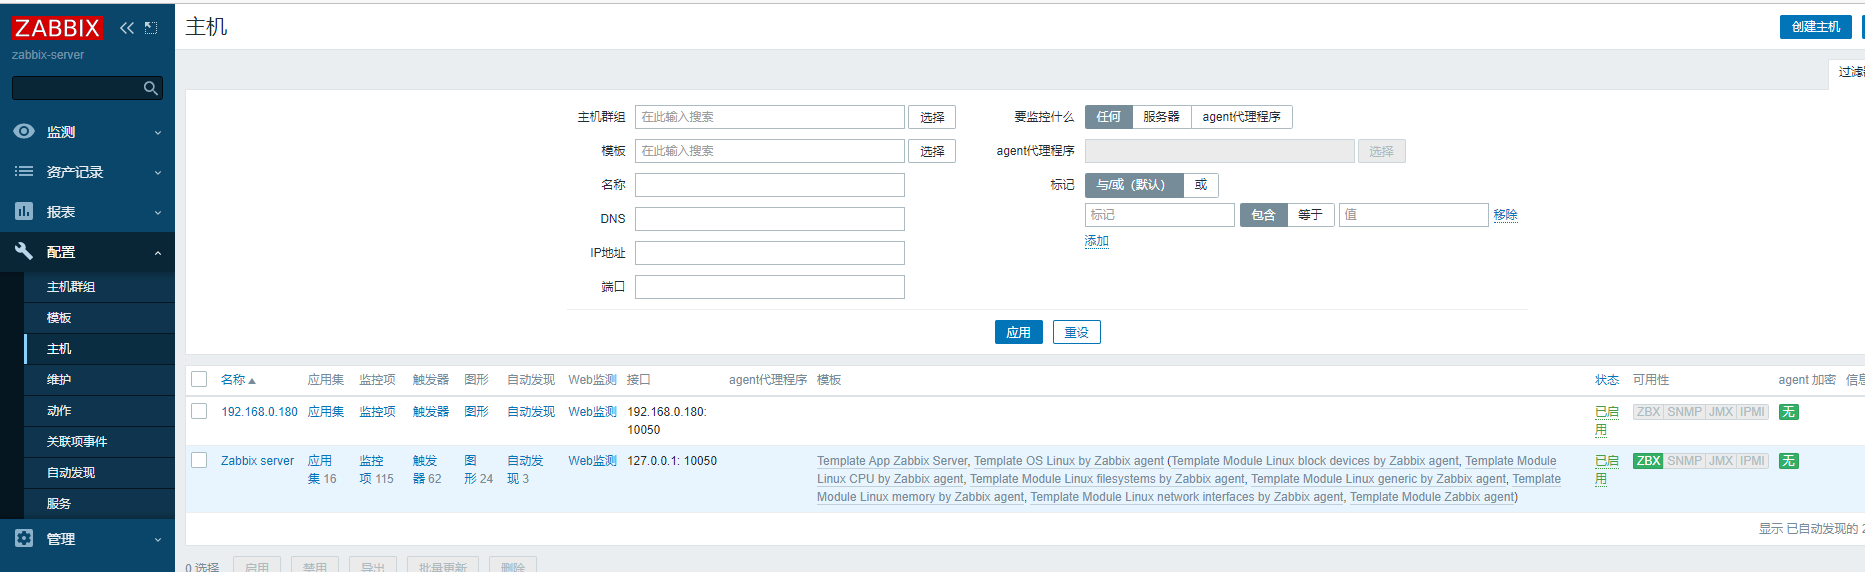 ZABBIX
zabbix-server
监测
资产记录
报表
配置
主机群组
模板
主机
维护
动作
关联项事件
自动发现
服务
管理
主机
创建主机
过滤
主机群组 在此输入搜索 选择
模板 在此输入搜索 选择
名称
DNS
IP地址
端口
要监控什么 任何 服务器 agent代理程序
agent代理程序 选择
标记 与/或（默认） 或
标记 包含 等于 值 移除
添加
应用 重设
名称 应用集 监控项 触发器 图形 自动发现 Web监测 接口 agent代理程序 模板 状态 可用性 agent 加密 信息
192.168.0.180 应用集 监控项 触发器 图形 自动发现 Web监测 192.168.0.180: 已启 ZBX SNMP JMX IPMI 无
10050 用
Zabbix server 应用 监控 触发 图 自动发 Web监测 127.0.0.1: 10050 Template App Zabbix Server, Template OS Linux by Zabbix agent (Template Module Linux block devices by Zabbix agent, Template Module 已启 ZBX SNMP JMX IPMI 无
集 16 项 115 器 62 形 24 现 3 Linux CPU by Zabbix agent, Template Module Linux filesystems by Zabbix agent, Template Module Linux generic by Zabbix agent, Template 用
Module Linux memory by Zabbix agent, Template Module Linux network interfaces by Zabbix agent, Template Module Zabbix agent)
显示 已自动发现的 2
0 选择 启用 禁用 导出 批量更新 删除